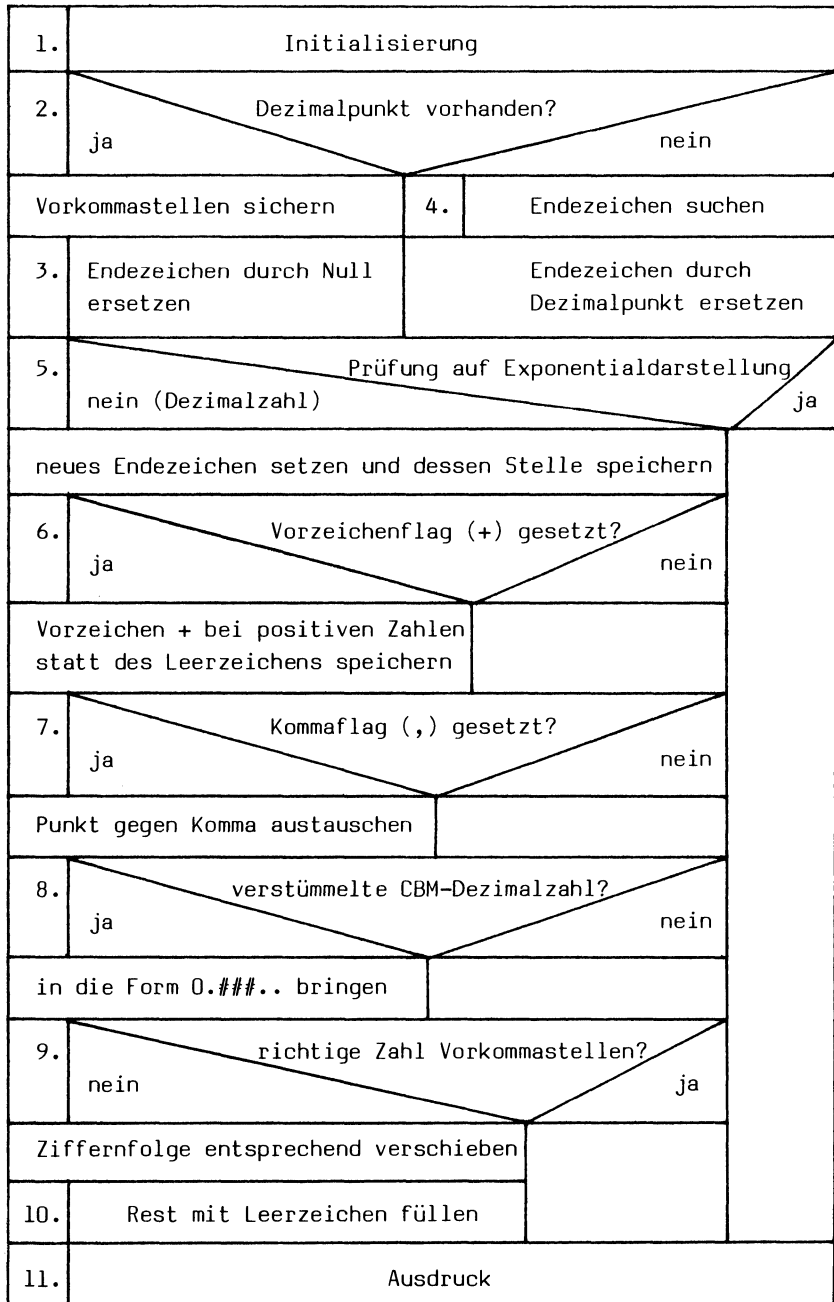 1. Initialisierung
2. Dezimalpunkt vorhanden?
ja nein
Vorkommastellen sichern 4. Endezeichen suchen
3. Endezeichen durch Null Endezeichen durch
ersetzen Dezimalpunkt ersetzen
5. Prüfung auf Exponentialdarstellung
nein (Dezimalzahl) ja
neues Endezeichen setzen und dessen Stelle speichern
6. Vorzeichenflag (+) gesetzt?
ja nein
Vorzeichen + bei positiven Zahlen
statt des Leerzeichens speichern
7. Kommaflag (,) gesetzt?
ja nein
Punkt gegen Komma austauschen
8. verstümmelte CBM-Dezimalzahl?
ja nein
in die Form 0.###.. bringen
9. richtige Zahl Vorkommastellen?
nein ja
Ziffernfolge entsprechend verschieben
10. Rest mit Leerzeichen füllen
11. Ausdruck